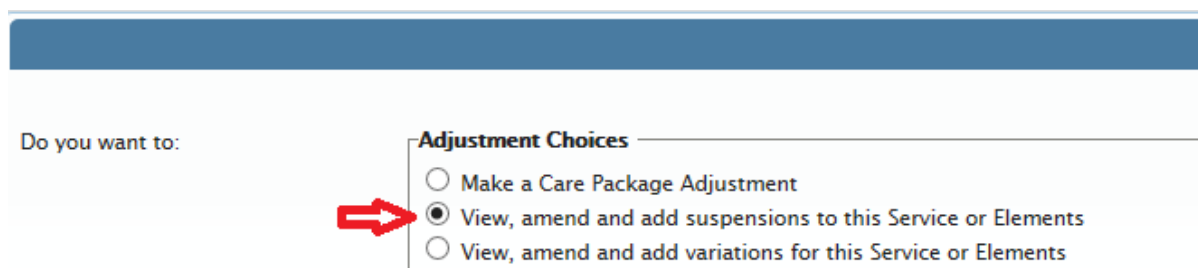 Do you want to:
Adjustment Choices
Make a Care Package Adjustment
View, amend and add suspensions to this Service or Elements
View, amend and add variations for this Service or Elements